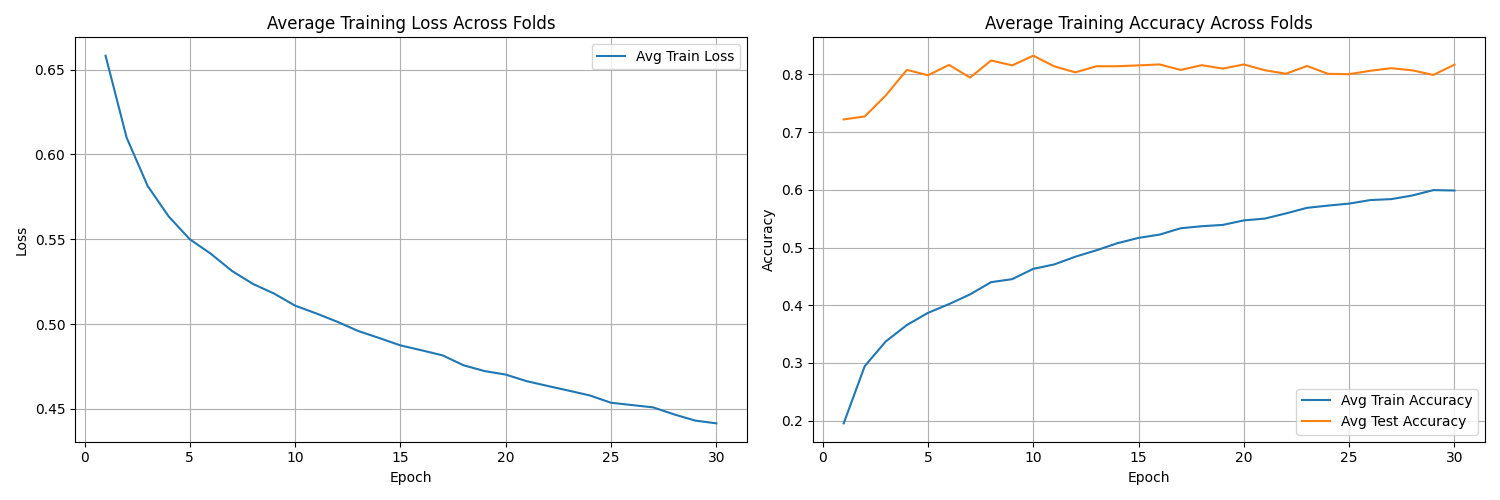 Average Training Loss Across Folds
Avg Train Loss
0.65
0.60
0.55
0.50
0.45
Loss
0 5 10 15 20 25 30
Epoch
Average Training Accuracy Across Folds
0.8
0.7
0.6
0.5
0.4
0.3
0.2
Accuracy
Avg Train Accuracy
Avg Test Accuracy
0 5 10 15 20 25 30
Epoch